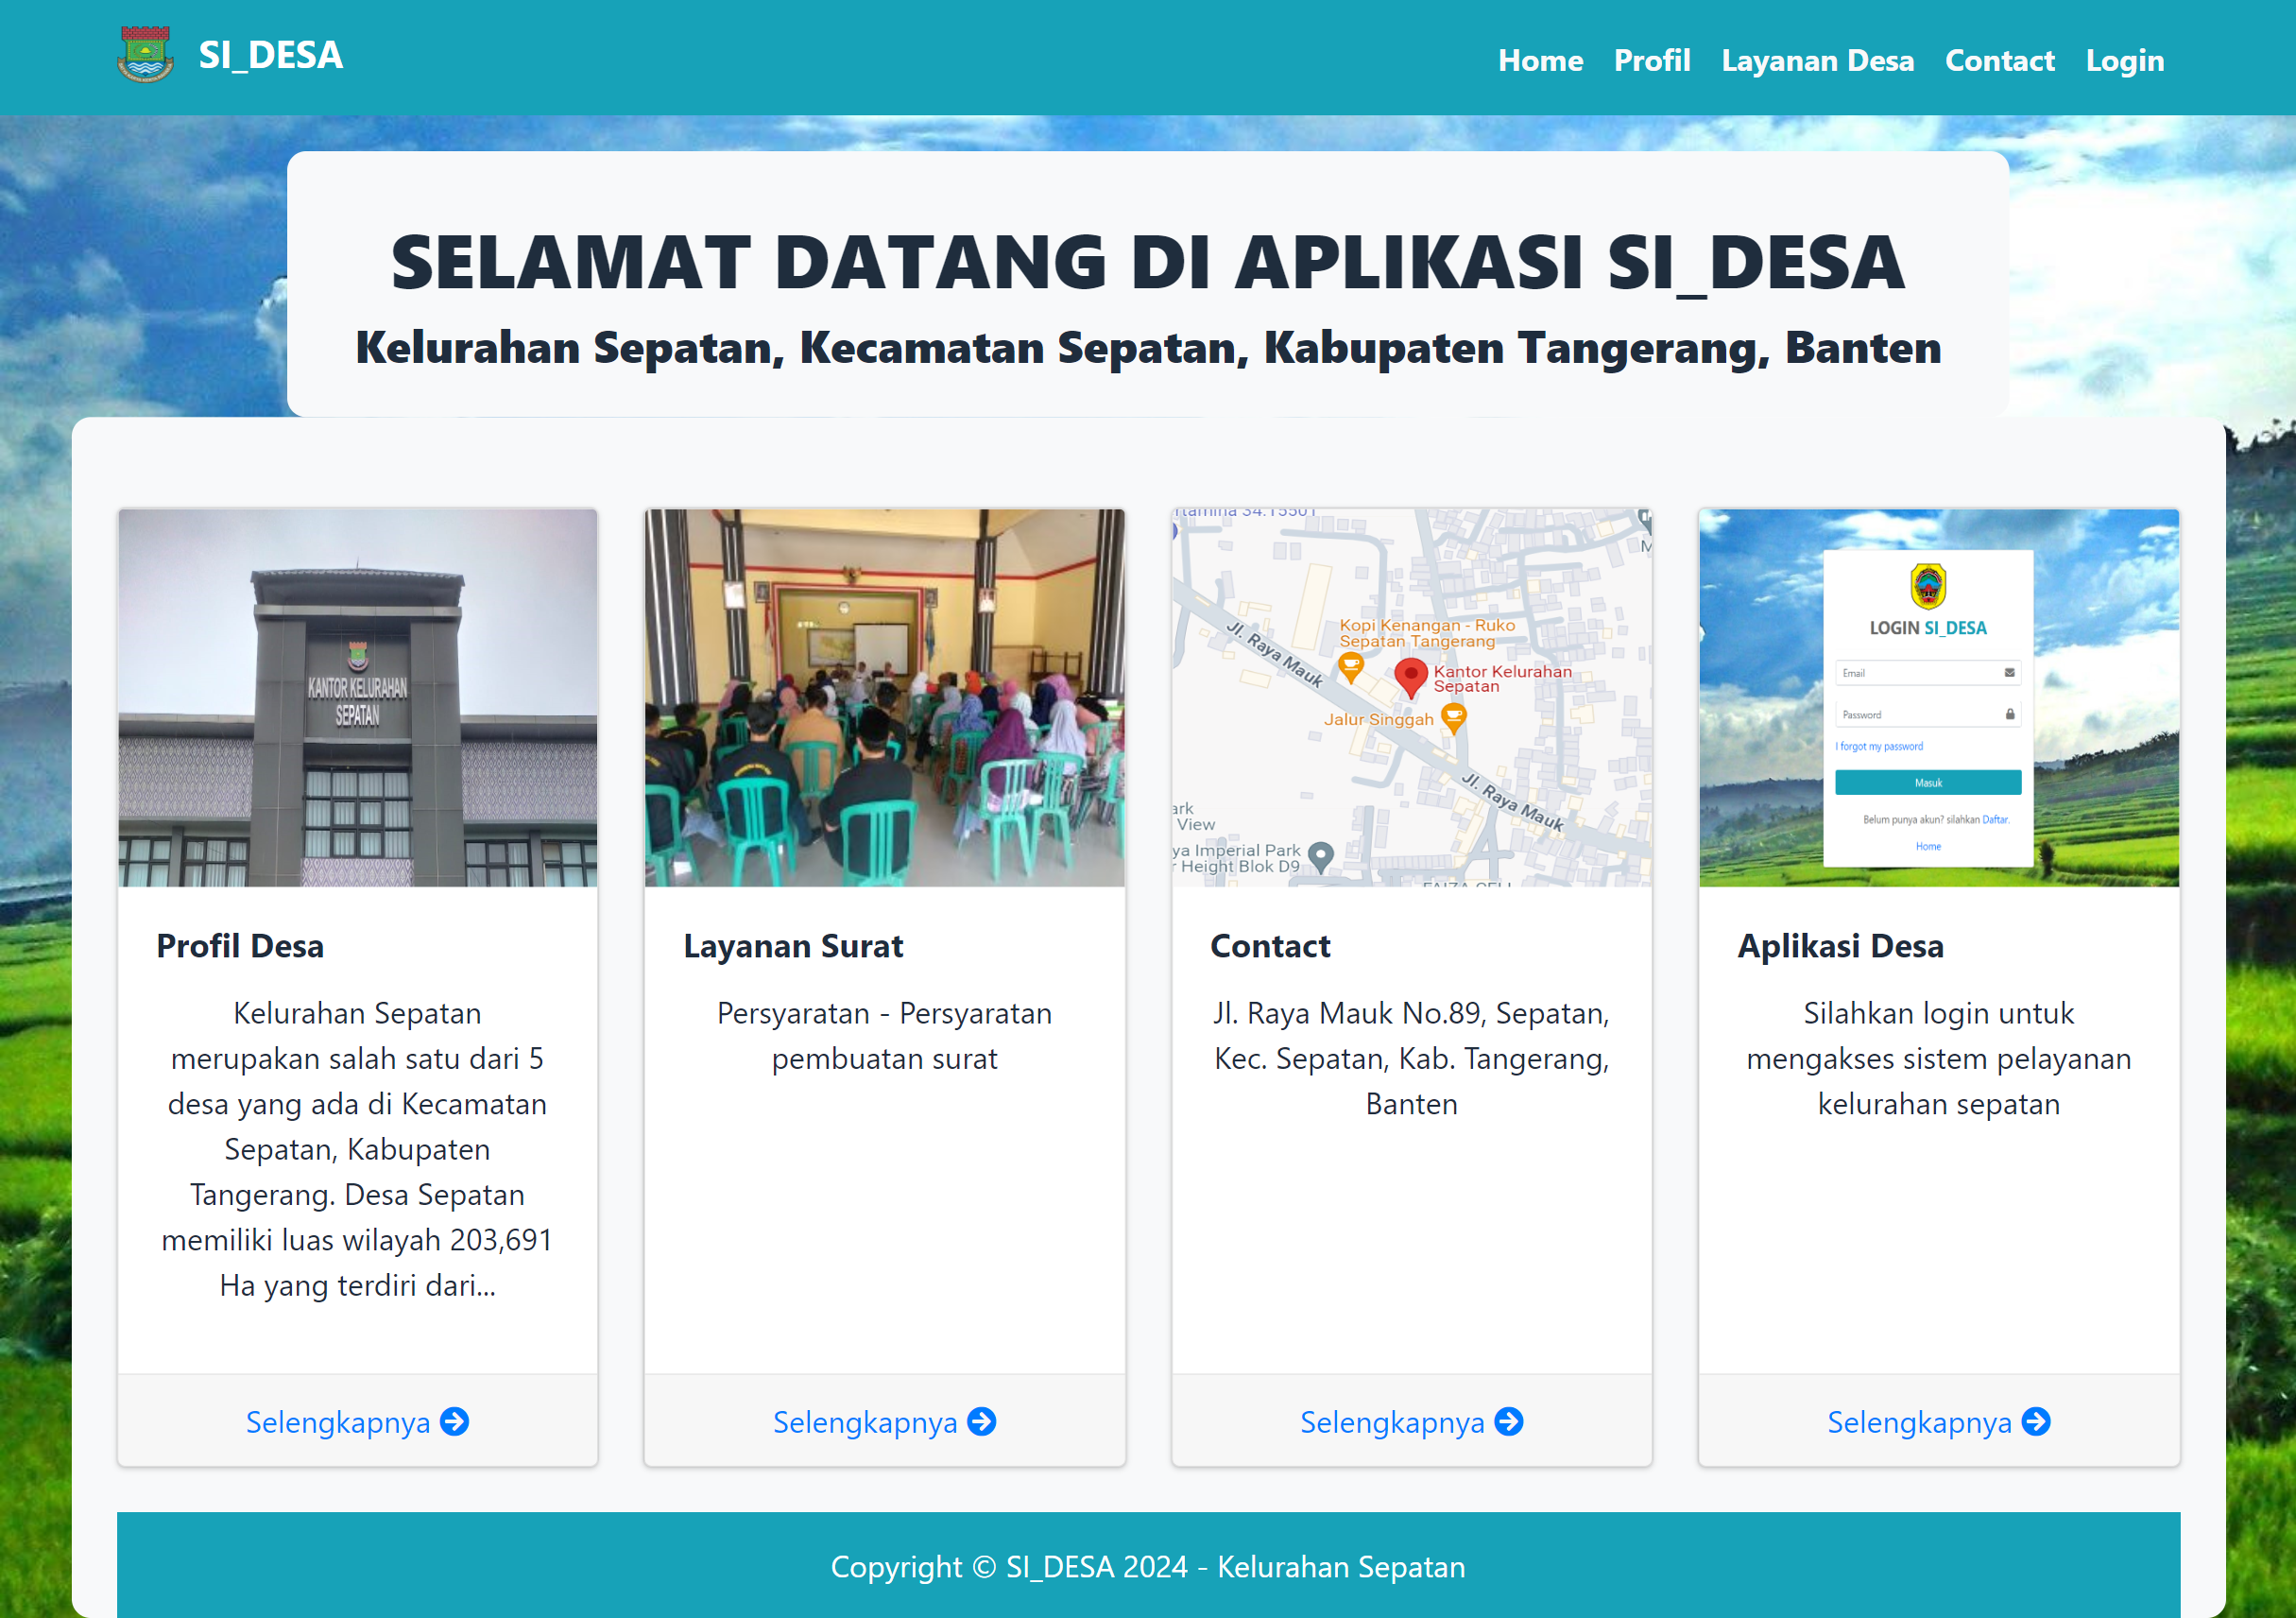 SI_DESA
Home Profil Layanan Desa Contact Login
SELAMAT DATANG DI APLIKASI SI_DESA
Kelurahan Sepatan, Kecamatan Sepatan, Kabupaten Tangerang, Banten
KANTOR KELURAHAN
SEPATAN
rtamina 34.15501
Kopi Kenangan - Ruko
Sepatan Tangerang
Kantor Kelurahan
Sepatan
Jalur Singgah
Jl. Raya Mauk
Jl. Raya Mauk
ark
View
ya Imperial Park
r Height Blok D9
LOGIN SI_DESA
Email
Password
I forgot my password
Masuk
Belum punya akun? silahkan Daftar.
Home
Profil Desa
Kelurahan Sepatan
merupakan salah satu dari 5
desa yang ada di Kecamatan
Sepatan, Kabupaten
Tangerang. Desa Sepatan
memiliki luas wilayah 203,691
Ha yang terdiri dari...
Selengkapnya
Layanan Surat
Persyaratan - Persyaratan
pembuatan surat
Selengkapnya
Contact
Jl. Raya Mauk No.89, Sepatan,
Kec. Sepatan, Kab. Tangerang,
Banten
Selengkapnya
Aplikasi Desa
Silahkan login untuk
mengakses sistem pelayanan
kelurahan sepatan
Selengkapnya
Copyright © SI_DESA 2024 - Kelurahan Sepatan